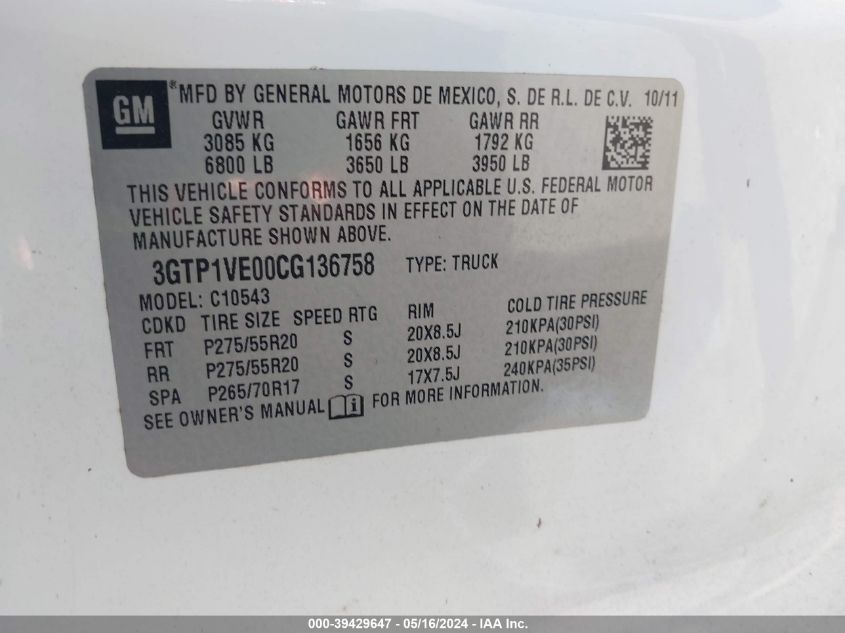 GM ® MFD BY GENERAL MOTORS DE MEXICO, S. DE R.L. DE C.V. 10/11
GVWR GAWR FRT GAWR RR
3085 KG 1656 KG 1792 KG
6800 LB 3650 LB 3950 LB
THIS VEHICLE CONFORMS TO ALL APPLICABLE U.S. FEDERAL MOTOR
VEHICLE SAFETY STANDARDS IN EFFECT ON THE DATE OF
MANUFACTURE SHOWN ABOVE.
3GTP1VE00CG136758 TYPE: TRUCK
MODEL: C10543
CDKD TIRE SIZE SPEED RTG RIM COLD TIRE PRESSURE
FRT P275/55R20 S 20X8.5J 210KPA(30PSI)
RR P275/55R20 S 20X8.5J 210KPA(30PSI)
SPA P265/70R17 S 17X7.5J 240KPA(35PSI)
SEE OWNER'S MANUAL i FOR MORE INFORMATION.
000-39429647 - 05/16/2024 - IAA Inc.